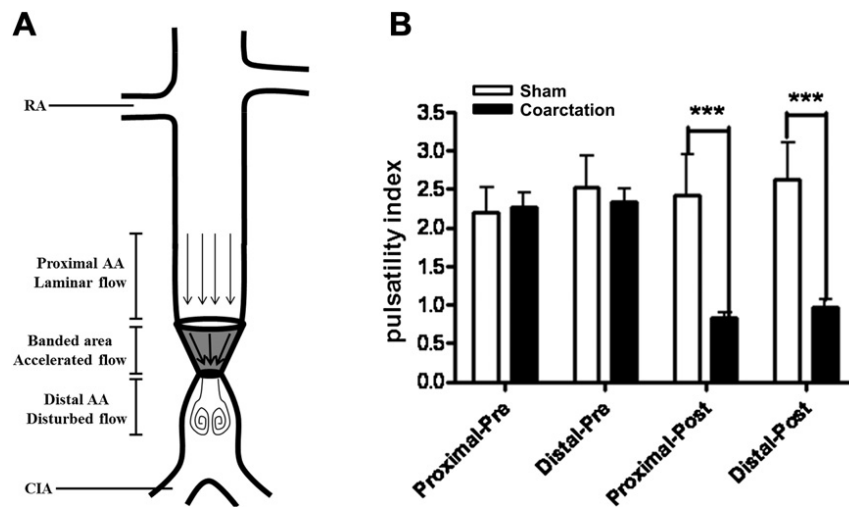 A
RA
Proximal AA
Laminar flow
Banded area
Accelerated flow
Distal AA
Disturbed flow
CIA
B
Sham
Coarctation
***
***
pulsatility index
3.5
3.0
2.5
2.0
1.5
1.0
0.5
0.0
Proximal-Pre
Distal-Pre
Proximal-Post
Distal-Post